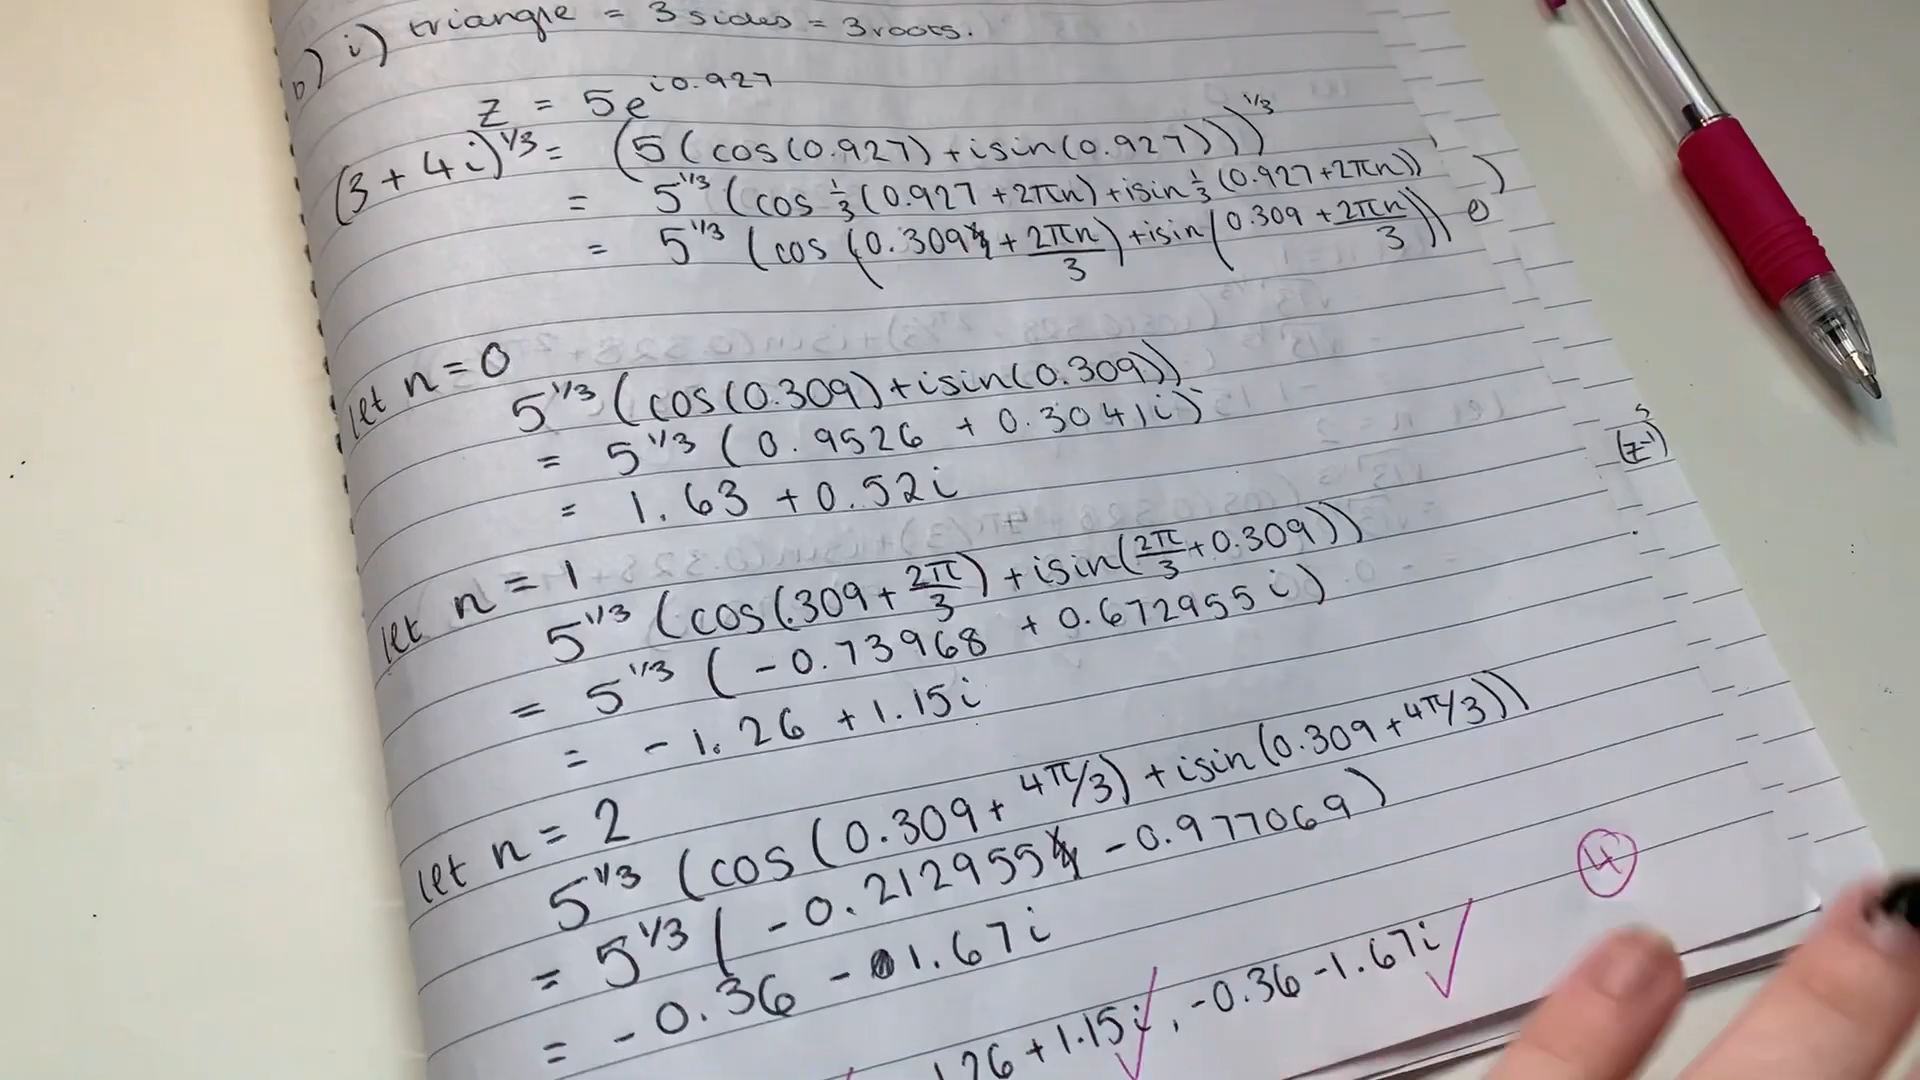 b) i) triangle = 3 sides = 3 roots.
z = 5e^{i0.927}
(3 + 4i)^{1/3} = (5(cos(0.927) + isin(0.927)))^{1/3}
= 5^{1/3} (cos 1/3 (0.927 + 2πn) + isin 1/3 (0.927 + 2πn))
= 5^{1/3} (cos (0.309 + 2πn/3) + isin (0.309 + 2πn/3))
let n = 0
5^{1/3} (cos(0.309) + isin(0.309))
= 5^{1/3} (0.9526 + 0.3041i)
= 1.63 + 0.52i
(z^{-1})^5
let n = 1
5^{1/3} (cos(.309 + 2π/3) + isin(2π/3 + 0.309))
= 5^{1/3} (-0.73968 + 0.672955i)
= -1.26 + 1.15i
let n = 2
5^{1/3} (cos (0.309 + 4π/3) + isin (0.309 + 4π/3))
= 5^{1/3} (-0.212955 - 0.977069)
= -0.36 - 1.67i
4
1.26 + 1.15i, -0.36 - 1.67i